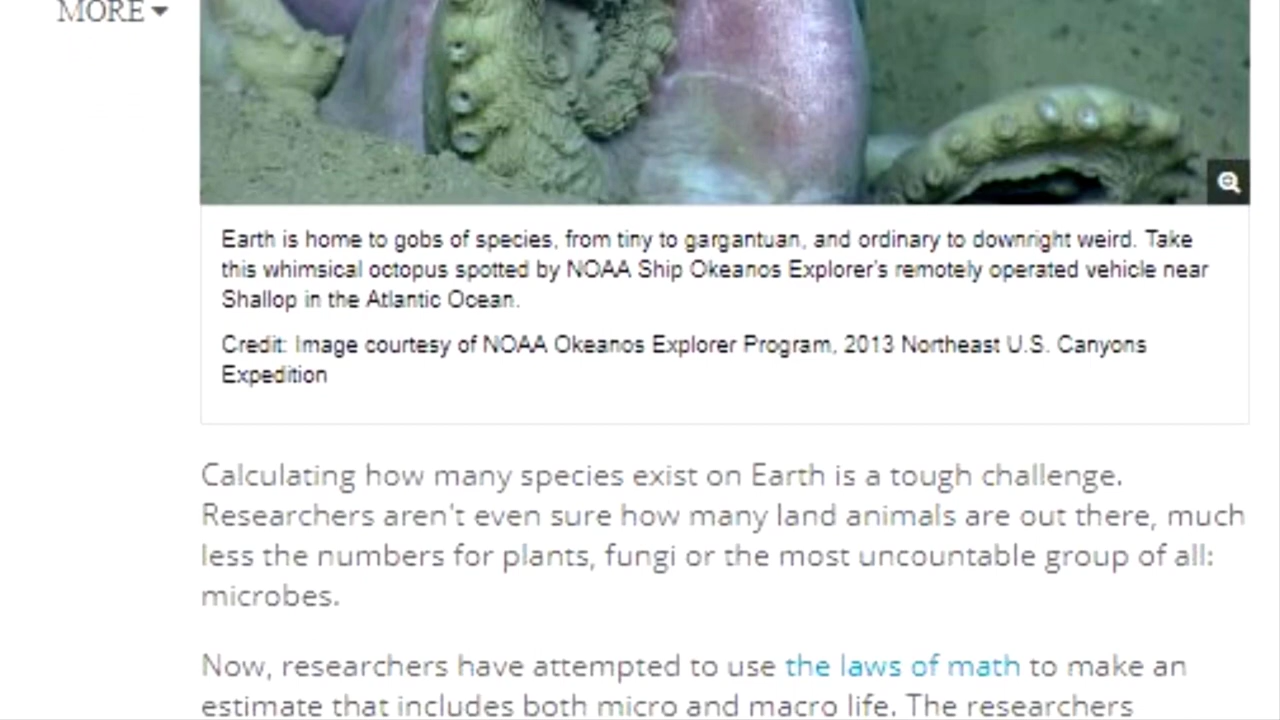 MORE
Earth is home to gobs of species, from tiny to gargantuan, and ordinary to downright weird. Take
this whimsical octopus spotted by NOAA Ship Okeanos Explorer's remotely operated vehicle near
Shallop in the Atlantic Ocean.
Credit: Image courtesy of NOAA Okeanos Explorer Program, 2013 Northeast U.S. Canyons
Expedition
Calculating how many species exist on Earth is a tough challenge.
Researchers aren't even sure how many land animals are out there, much
less the numbers for plants, fungi or the most uncountable group of all:
microbes.
Now, researchers have attempted to use the laws of math to make an
estimate that includes both micro and macro life. The researchers